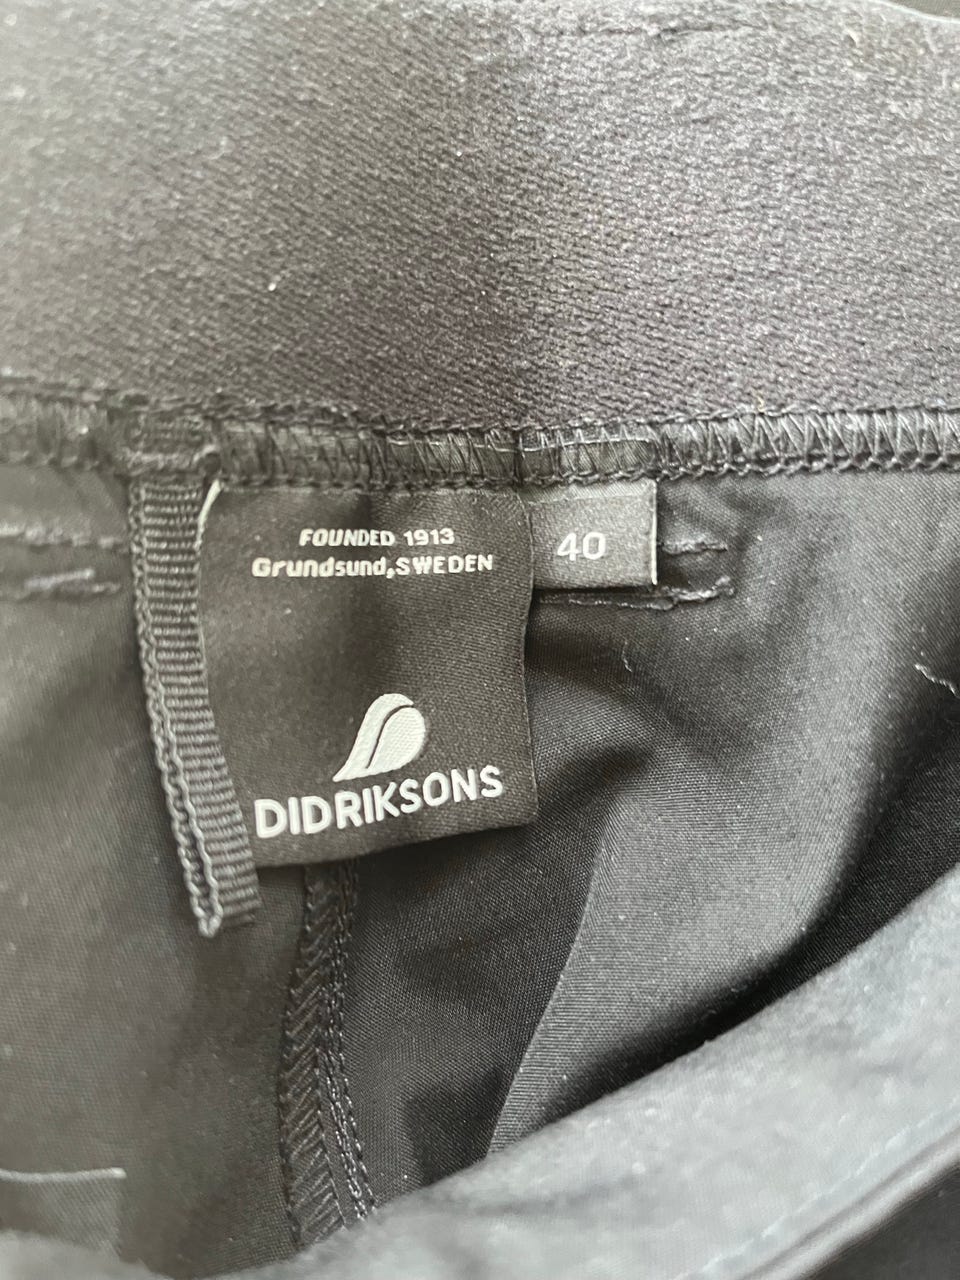 FOUNDED 1913
Grundsund,SWEDEN
40
DIDRIKSONS